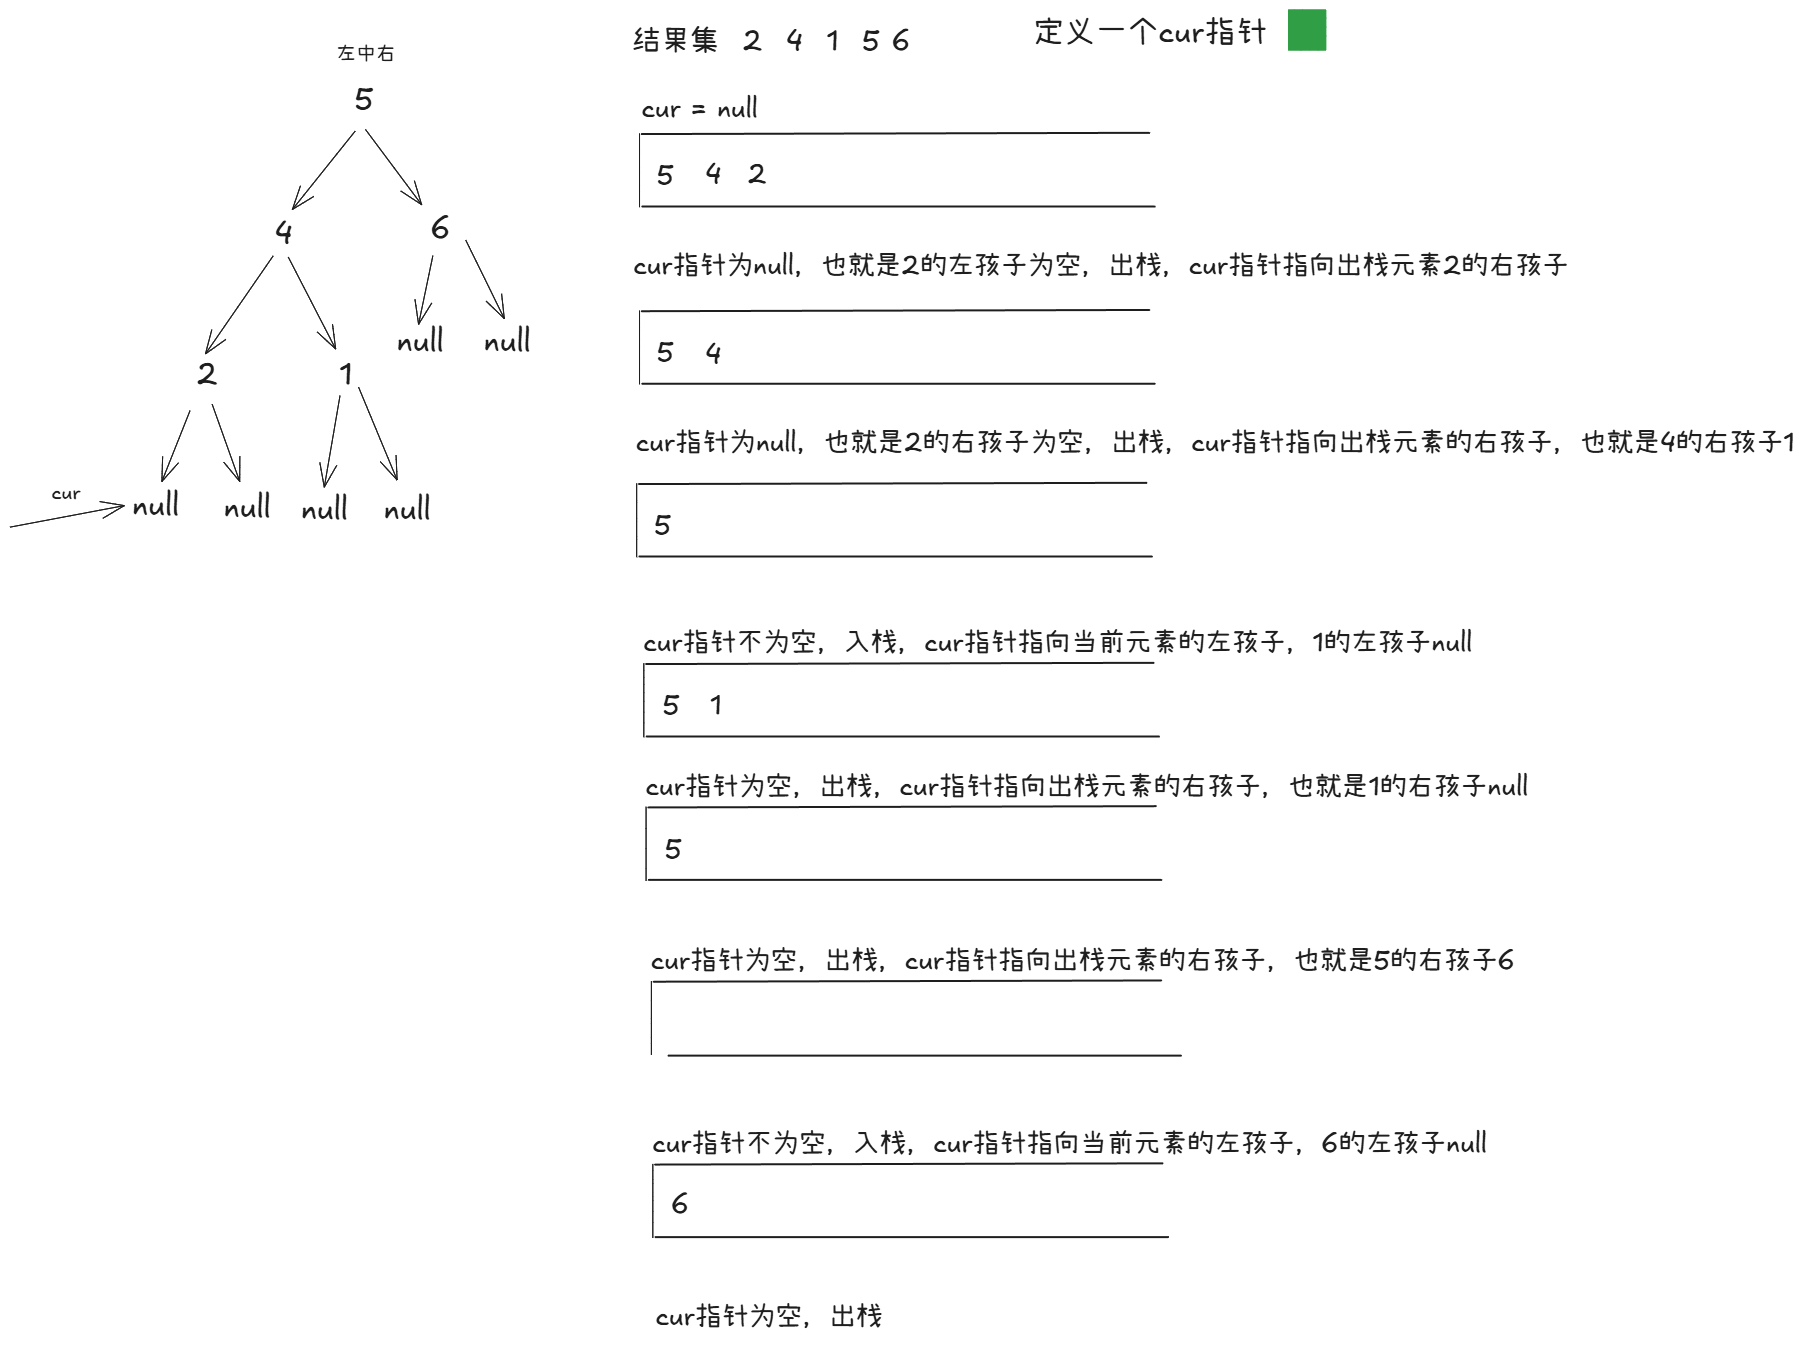 左中右
5
4 6
null null
2 1
cur
null null null null
结果集 2 4 1 5 6
定义一个cur指针
cur = null
5 4 2
cur指针为null，也就是2的左孩子为空，出栈，cur指针指向出栈元素2的右孩子
5 4
cur指针为null，也就是2的右孩子为空，出栈，cur指针指向出栈元素的右孩子，也就是4的右孩子1
5
cur指针不为空，入栈，cur指针指向当前元素的左孩子，1的左孩子null
5 1
cur指针为空，出栈，cur指针指向出栈元素的右孩子，也就是1的右孩子null
5
cur指针为空，出栈，cur指针指向出栈元素的右孩子，也就是5的右孩子6
cur指针不为空，入栈，cur指针指向当前元素的左孩子，6的左孩子null
6
cur指针为空，出栈